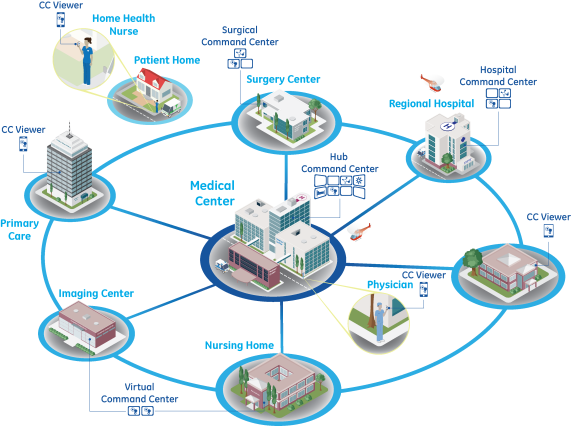 CC Viewer
Home Health
Nurse
Patient Home
Surgical
Command Center
Surgery Center
Hospital
Command Center
Regional Hospital
CC Viewer
Hub
Command Center
Medical
Center
Primary
Care
CC Viewer
Physician
CC Viewer
Imaging Center
Nursing Home
Virtual
Command Center